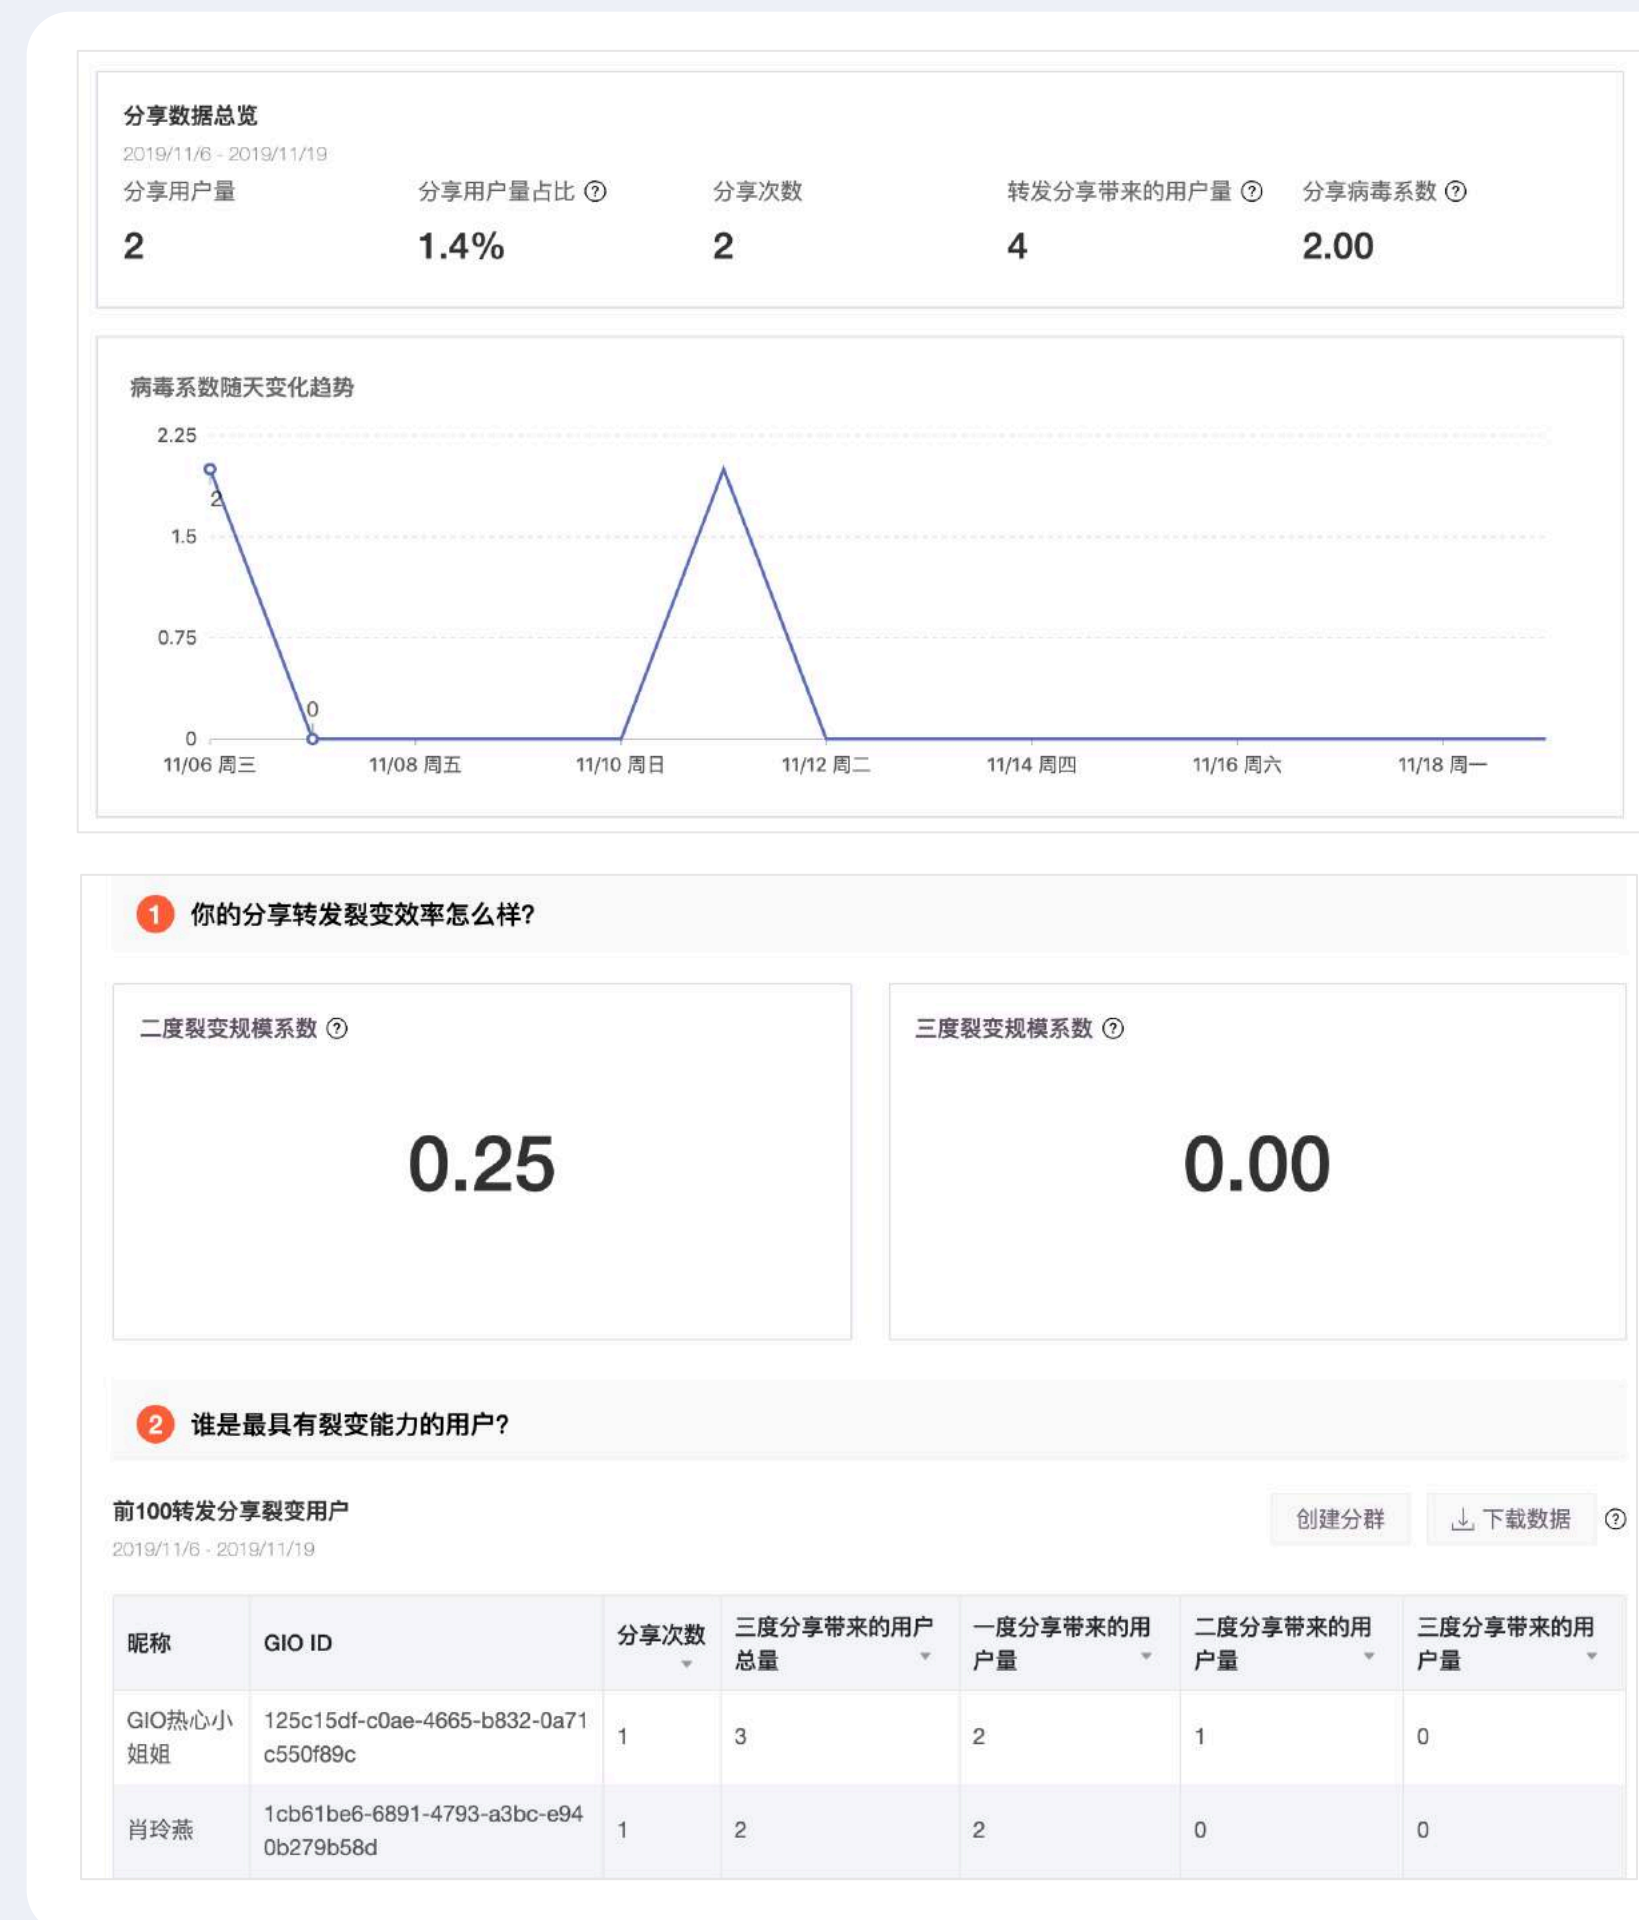 分享数据总览
2019/11/6 - 2019/11/19
分享用户量 分享用户量占比 ? 分享次数 转发分享带来的用户量 ? 分享病毒系数 ?
2 1.4% 2 4 2.00
病毒系数随天变化趋势
2.25
2
1.5
0.75
0
0
11/06 周三 11/08 周五 11/10 周日 11/12 周二 11/14 周四 11/16 周六 11/18 周一
1 你的分享转发裂变效率怎么样?
二度裂变规模系数 ? 三度裂变规模系数 ?
0.25 0.00
2 谁是最具有裂变能力的用户?
前100转发分享裂变用户 创建分群 下载数据 ?
2019/11/6 - 2019/11/19
昵称 GIO ID 分享次数 三度分享带来的用户 一度分享带来的用 二度分享带来的用 三度分享带来的用
总量 户量 户量 户量
GIO热心小 125c15df-c0ae-4665-b832-0a71 1 3 2 1 0
姐姐 c550f89c
肖玲燕 1cb61be6-6891-4793-a3bc-e94 1 2 2 0 0
0b279b58d